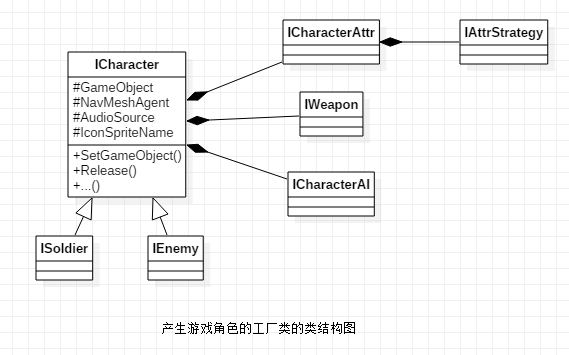 ICharacter
#GameObject
#NavMeshAgent
#AudioSource
#IconSpriteName
+SetGameObject()
+Release()
+...()
ICharacterAttr
IAttrStrategy
IWeapon
ICharacterAI
ISoldier
IEnemy
产生游戏角色的工厂类的类结构图